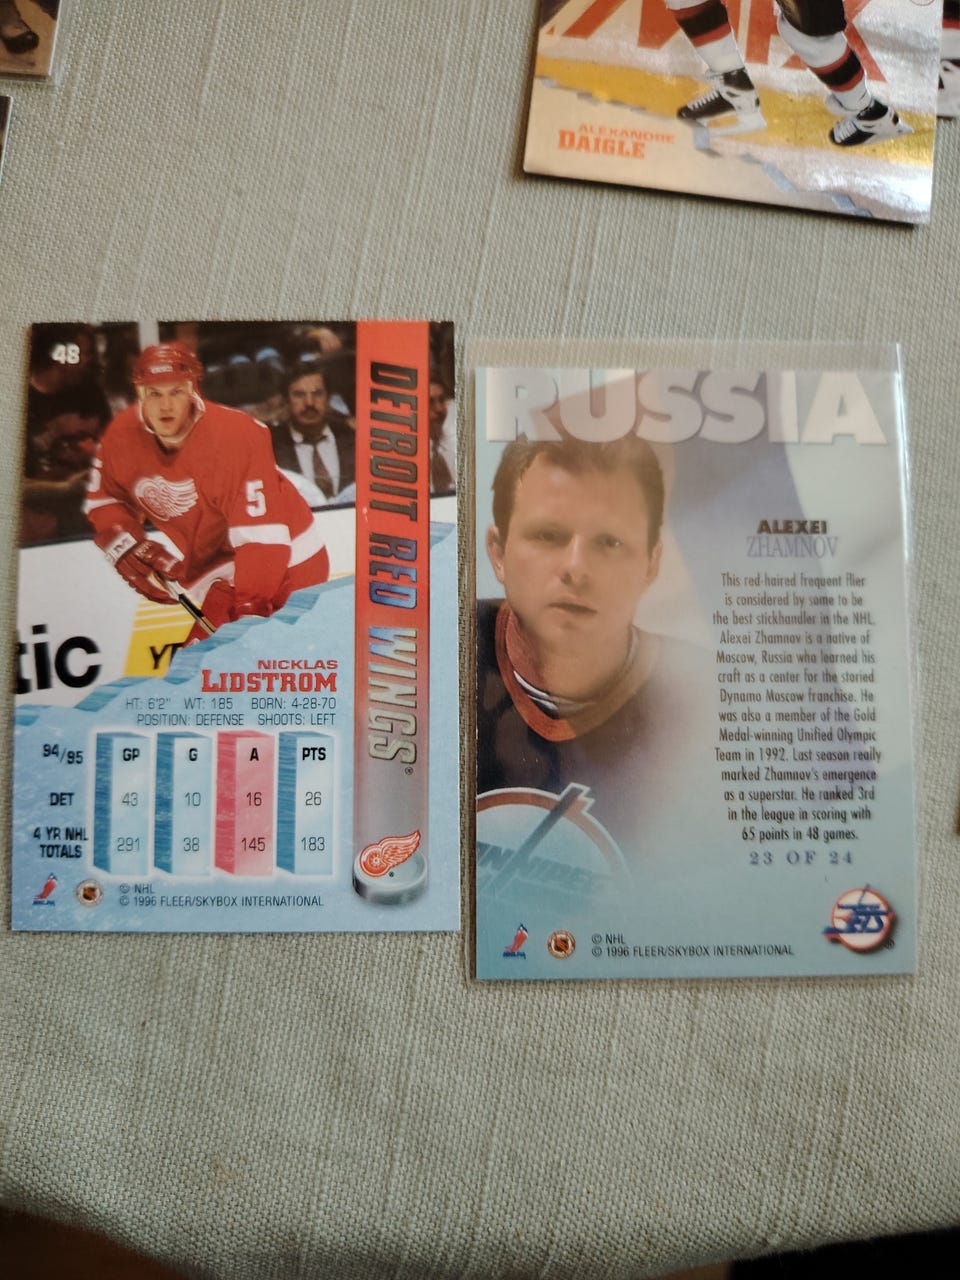 ALEXANDRE
DAIGLE
48
DETROIT RED WINGS
5
tic
NICKLAS
LIDSTROM
HT: 6'2" WT: 185 BORN: 4-28-70
POSITION: DEFENSE SHOOTS: LEFT
94/95 GP G A PTS
DET 43 10 16 26
4 YR NHL
TOTALS 291 38 145 183
© NHL
© 1996 FLEER/SKYBOX INTERNATIONAL
RUSSIA
ALEXEI
ZHAMNOV
This red-haired frequent flier
is considered by some to be
the best stickhandler in the NHL.
Alexei Zhamnov is a native of
Moscow, Russia who learned his
craft as a center for the storied
Dynamo Moscow franchise. He
was also a member of the Gold
Medal-winning Unified Olympic
Team in 1992. Last season really
marked Zhamnov's emergence
as a superstar. He ranked 3rd
in the league in scoring with
65 points in 48 games.
23 OF 24
JETS
© NHL
© 1996 FLEER/SKYBOX INTERNATIONAL